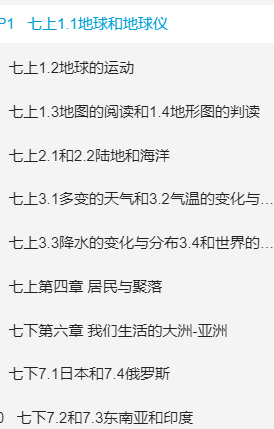 P1 七上1.1地球和地球仪
七上1.2地球的运动
七上1.3地图的阅读和1.4地形图的判读
七上2.1和2.2陆地和海洋
七上3.1多变的天气和3.2气温的变化与...
七上3.3降水的变化与分布3.4和世界的...
七上第四章 居民与聚落
七下第六章 我们生活的大洲-亚洲
七下7.1日本和7.4俄罗斯
0 七下7.2和7.3东南亚和印度